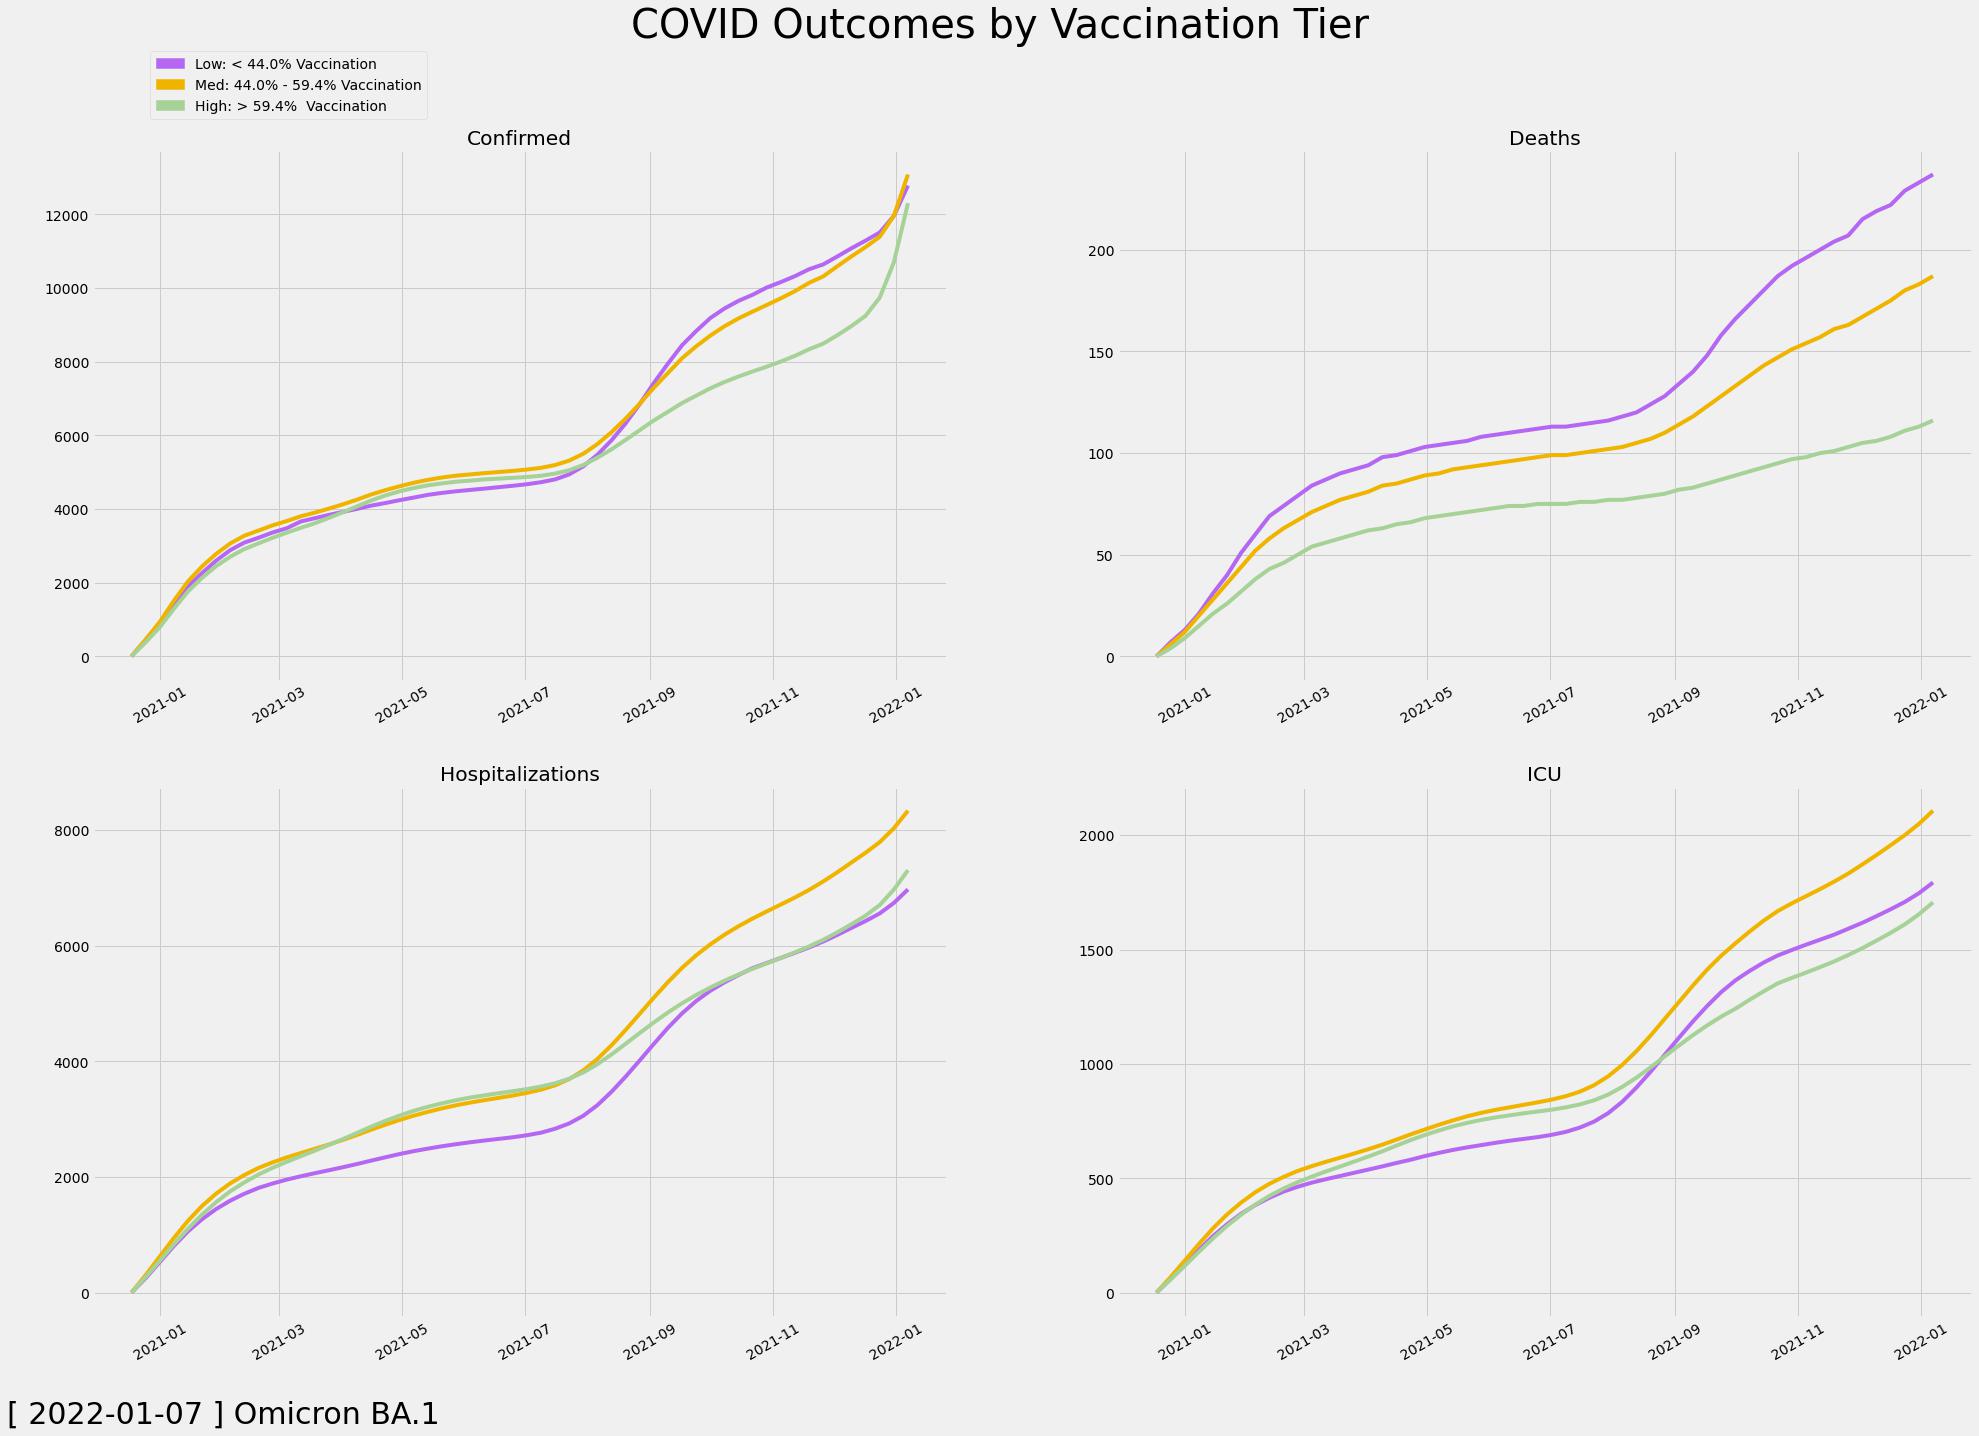 COVID Outcomes by Vaccination Tier
Low: < 44.0% Vaccination
Med: 44.0% - 59.4% Vaccination
High: > 59.4%  Vaccination
Confirmed
12000
10000
8000
6000
4000
2000
0
2021-01 2021-03 2021-05 2021-07 2021-09 2021-11 2022-01
Deaths
200
150
100
50
0
2021-01 2021-03 2021-05 2021-07 2021-09 2021-11 2022-01
Hospitalizations
8000
6000
4000
2000
0
2021-01 2021-03 2021-05 2021-07 2021-09 2021-11 2022-01
ICU
2000
1500
1000
500
0
2021-01 2021-03 2021-05 2021-07 2021-09 2021-11 2022-01
[ 2022-01-07 ] Omicron BA.1